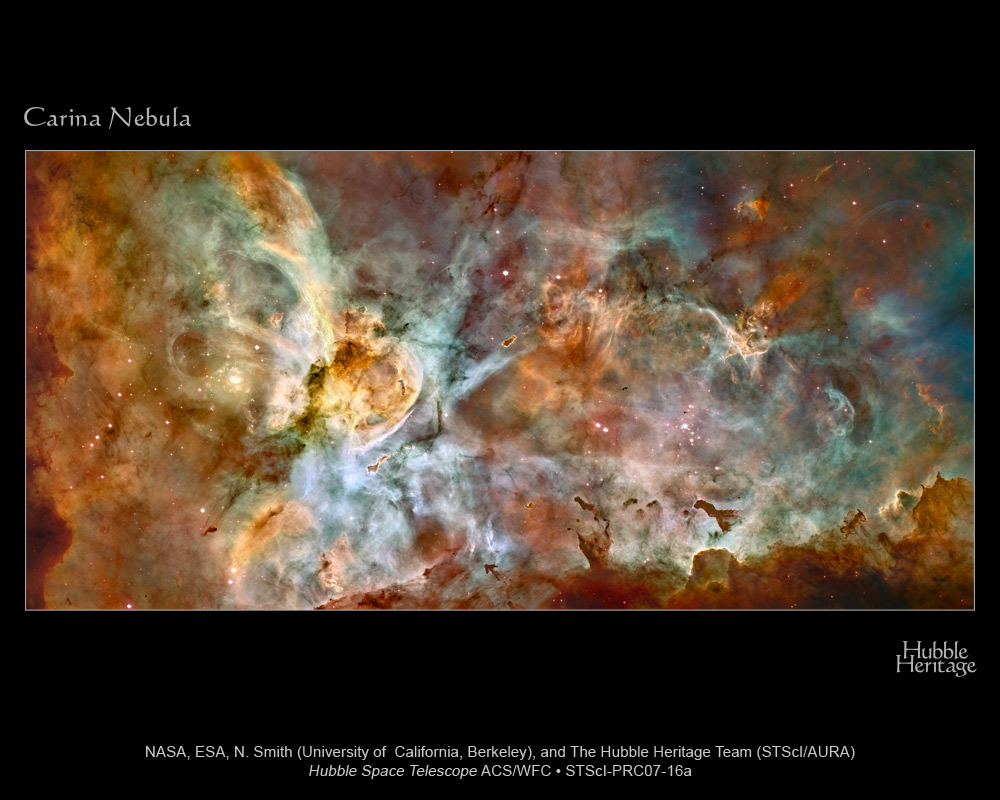 Carina Nebula
Hubble
Heritage
NASA, ESA, N. Smith (University of California, Berkeley), and The Hubble Heritage Team (STScI/AURA)
Hubble Space Telescope ACS/WFC • STScI-PRC07-16a